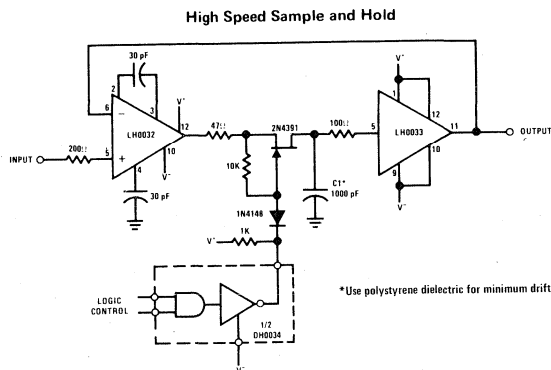 High Speed Sample and Hold
30 pF
2
3
6
V+
12
LH0032
47Ω
2N4391
100Ω
V+
1
12
5
LH0033
11
OUTPUT
INPUT
200Ω
5
4
10
V-
10K
10
9
V-
30 pF
C1*
1000 pF
1N4148
V+
1K
LOGIC
CONTROL
1/2
DH0034
V-
*Use polystyrene dielectric for minimum drift